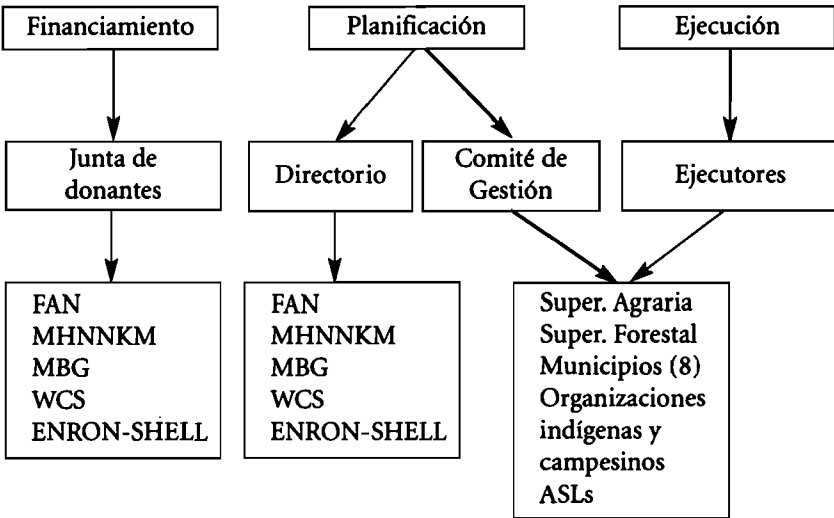 Financiamiento
Planificación
Ejecución
Junta de
donantes
Directorio
Comité de
Gestión
Ejecutores
FAN
MHNNKM
MBG
WCS
ENRON-SHELL
FAN
MHNNKM
MBG
WCS
ENRON-SHELL
Super. Agraria
Super. Forestal
Municipios (8)
Organizaciones
indígenas y
campesinos
ASLs